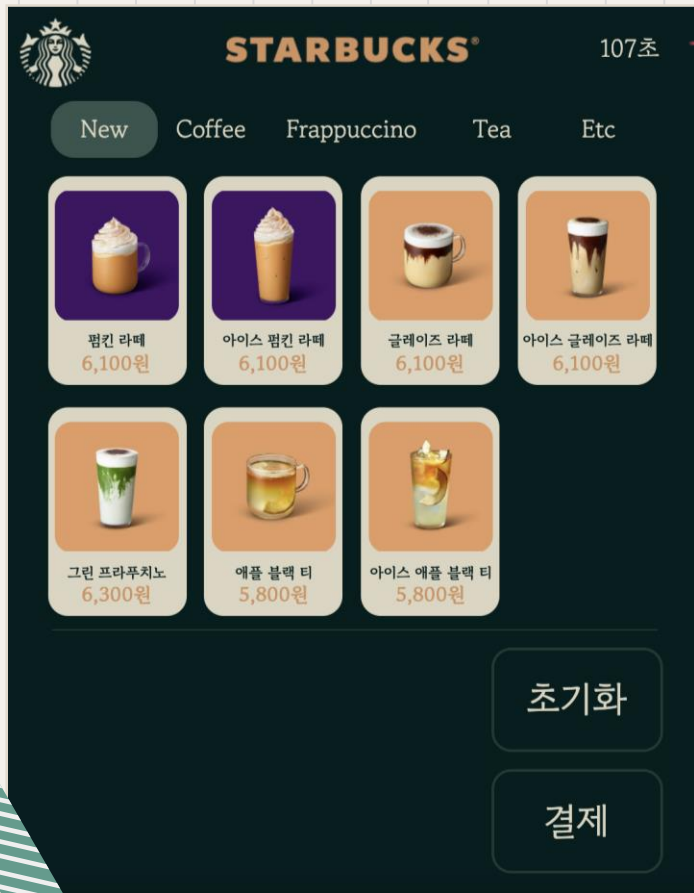 STARBUCKS®
107초
New Coffee Frappuccino Tea Etc
펌킨 라떼
6,100원
아이스 펌킨 라떼
6,100원
글레이즈 라떼
6,100원
아이스 글레이즈 라떼
6,100원
그린 프라푸치노
6,300원
애플 블랙 티
5,800원
아이스 애플 블랙 티
5,800원
초기화
결제